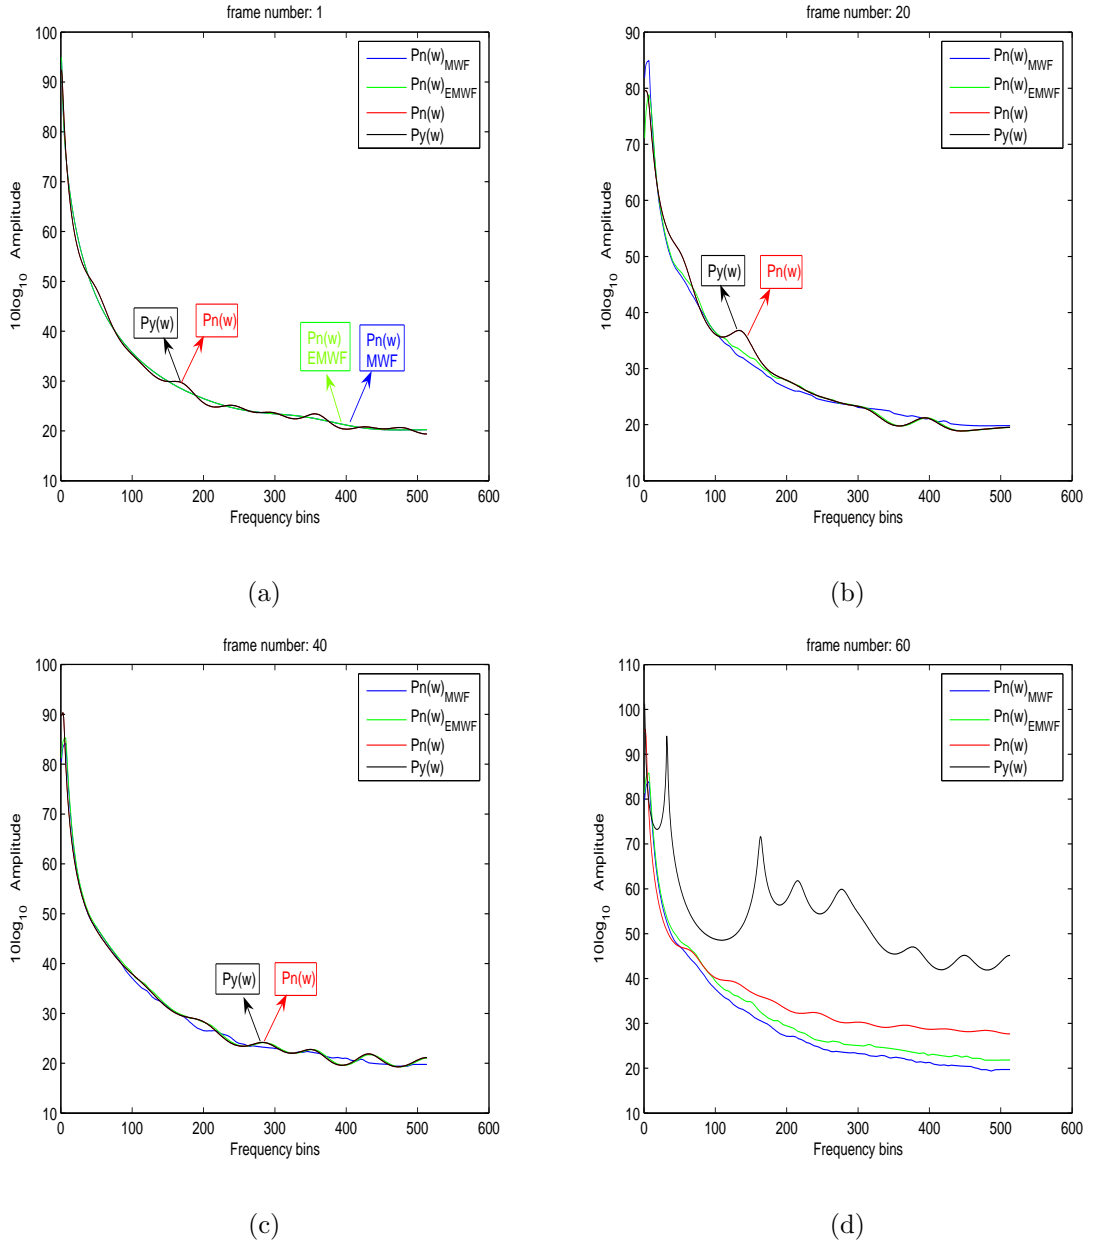 frame number: 1
100
90
80
70
60
50
40
30
20
10
0
100
200
300
400
500
600
10log10 Amplitude
Frequency bins
Pn(w)MWF
Pn(w)EMWF
Pn(w)
Py(w)
Py(w)
Pn(w)
Pn(w)
EMWF
Pn(w)
MWF
(a)
frame number: 20
90
80
70
60
50
40
30
20
10
0
100
200
300
400
500
600
10log10 Amplitude
Frequency bins
Pn(w)MWF
Pn(w)EMWF
Pn(w)
Py(w)
Py(w)
Pn(w)
(b)
frame number: 40
100
90
80
70
60
50
40
30
20
10
0
100
200
300
400
500
600
10log10 Amplitude
Frequency bins
Pn(w)MWF
Pn(w)EMWF
Pn(w)
Py(w)
Py(w)
Pn(w)
(c)
frame number: 60
110
100
90
80
70
60
50
40
30
20
10
0
100
200
300
400
500
600
10log10 Amplitude
Frequency bins
Pn(w)MWF
Pn(w)EMWF
Pn(w)
Py(w)
(d)